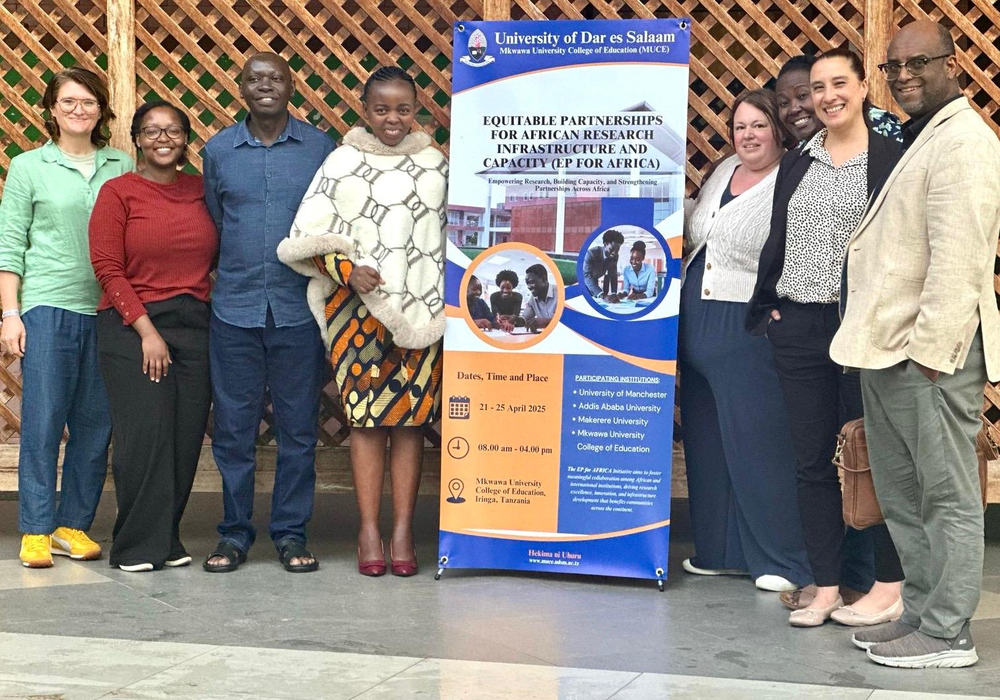 University of Dar es Salaam
Mkwawa University College of Education (MUCE)
EQUITABLE PARTNERSHIPS
FOR AFRICAN RESEARCH
INFRASTRUCTURE AND
CAPACITY (EP FOR AFRICA)
Empowering Research, Building Capacity, and Strengthening
Partnerships Across Africa
Dates, Time and Place
21 - 25 April 2025
08.00 am - 04.00 pm
Mkwawa University
College of Education,
Iringa, Tanzania
PARTICIPATING INSTITUTIONS:
• University of Manchester
• Addis Ababa University
• Makerere University
• Mkwawa University
College of Education
The EP for AFRICA Initiative aims to foster
meaningful collaboration among African and
international institutions, driving research
excellence, innovation, and infrastructure
development that benefits communities
across the continent.
Hekima ni Uhuru
www.muce.udsm.ac.tz